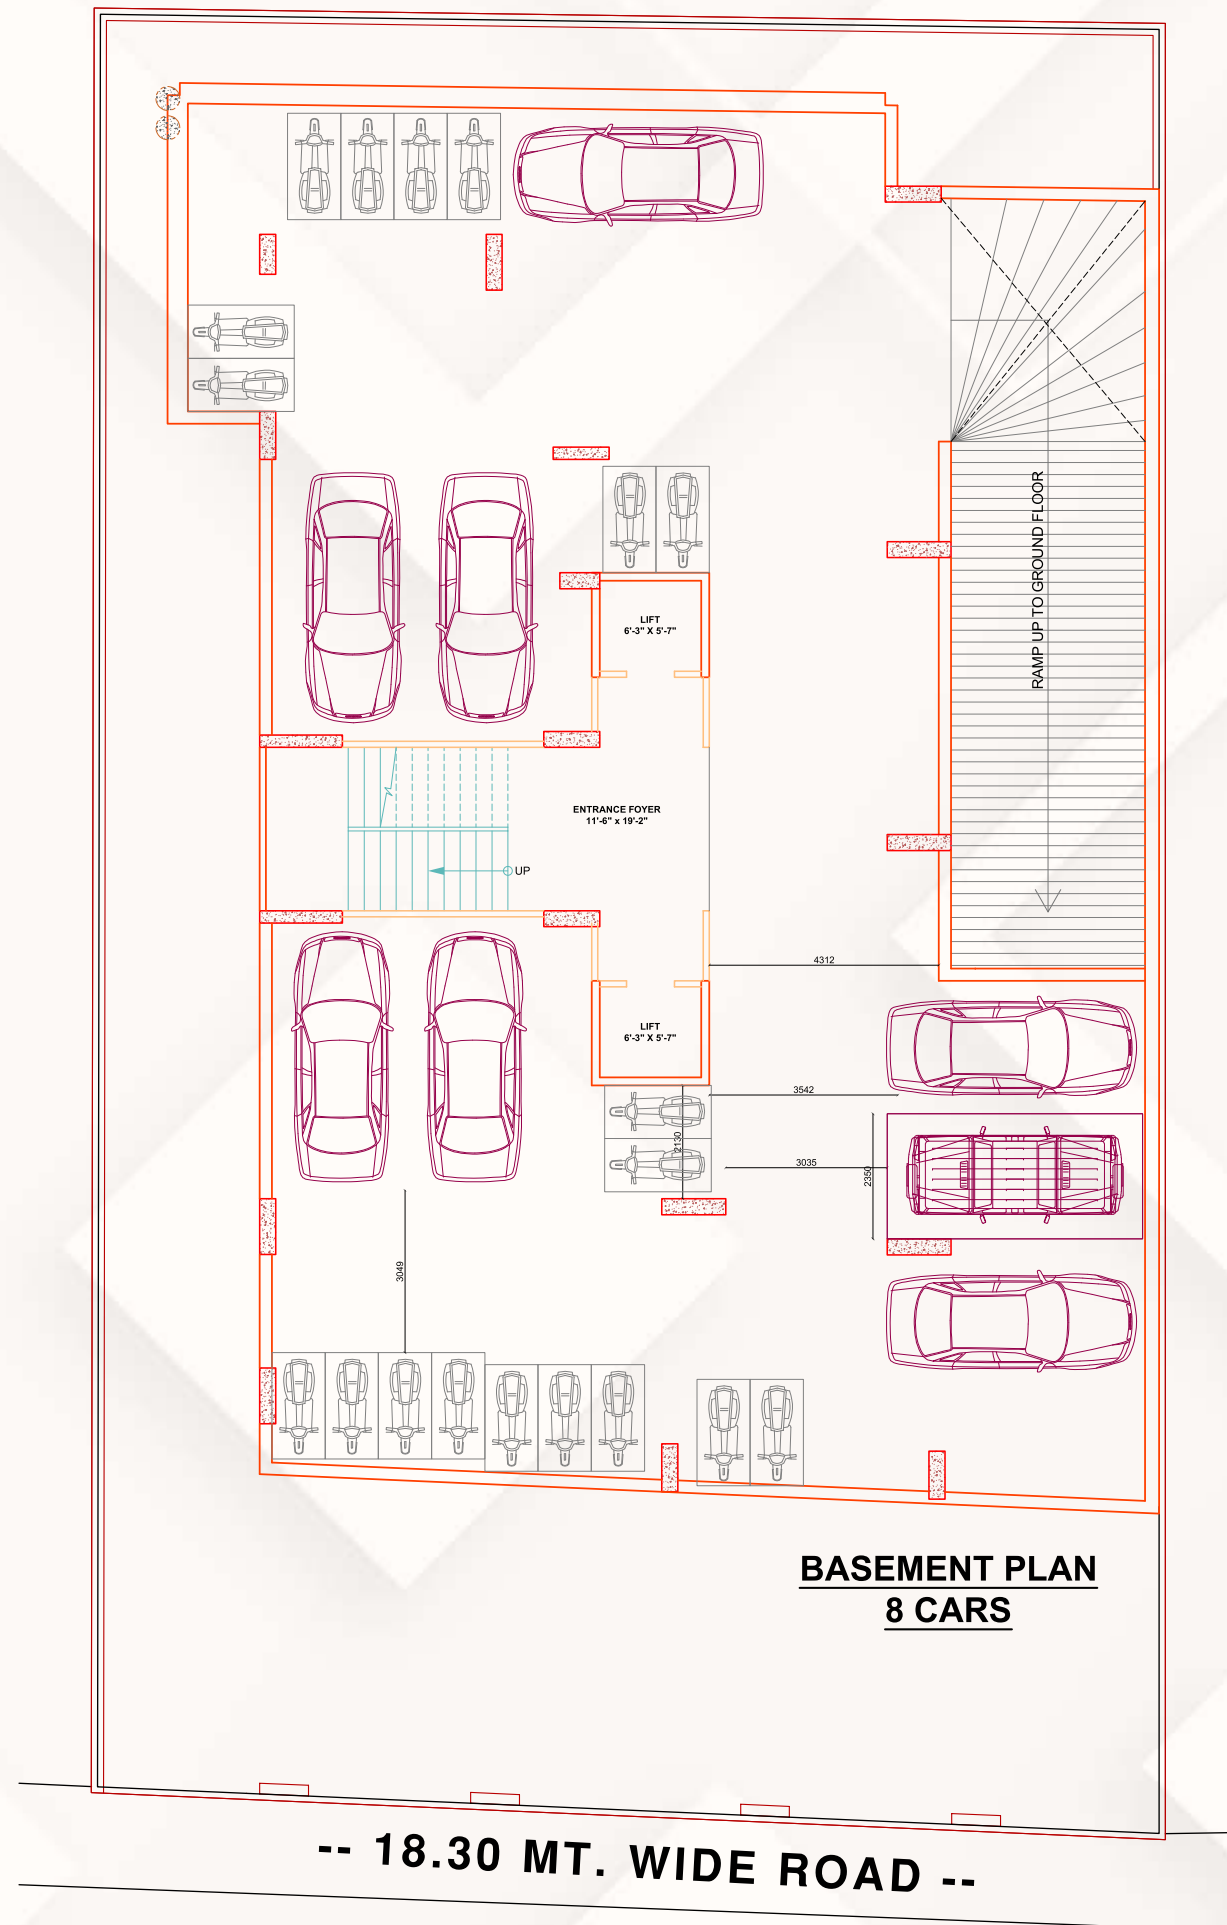 RAMP UP TO GROUND FLOOR
LIFT
6'-3" X 5'-7"
ENTRANCE FOYER
11'-6" x 19'-2"
UP
4312
LIFT
6'-3" X 5'-7"
3542
2130
3035
2350
3049
BASEMENT PLAN
8 CARS
-- 18.30 MT. WIDE ROAD --